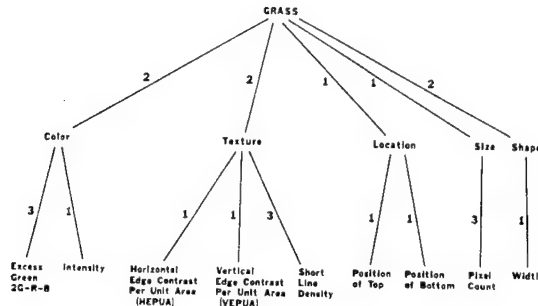 GRASS
2
2
1
1
2
Color
Texture
Location
Size
Shape
3
1
1
1
3
1
1
3
1
Excess
Green
2G-R-B
Intensity
Horizontal
Edge Contrast
Per Unit Area
(HEPUA)
Vertical
Edge Contrast
Per Unit Area
(VEPUA)
Short
Line
Density
Position
of Top
Position
of Bottom
Pixel
Count
Width